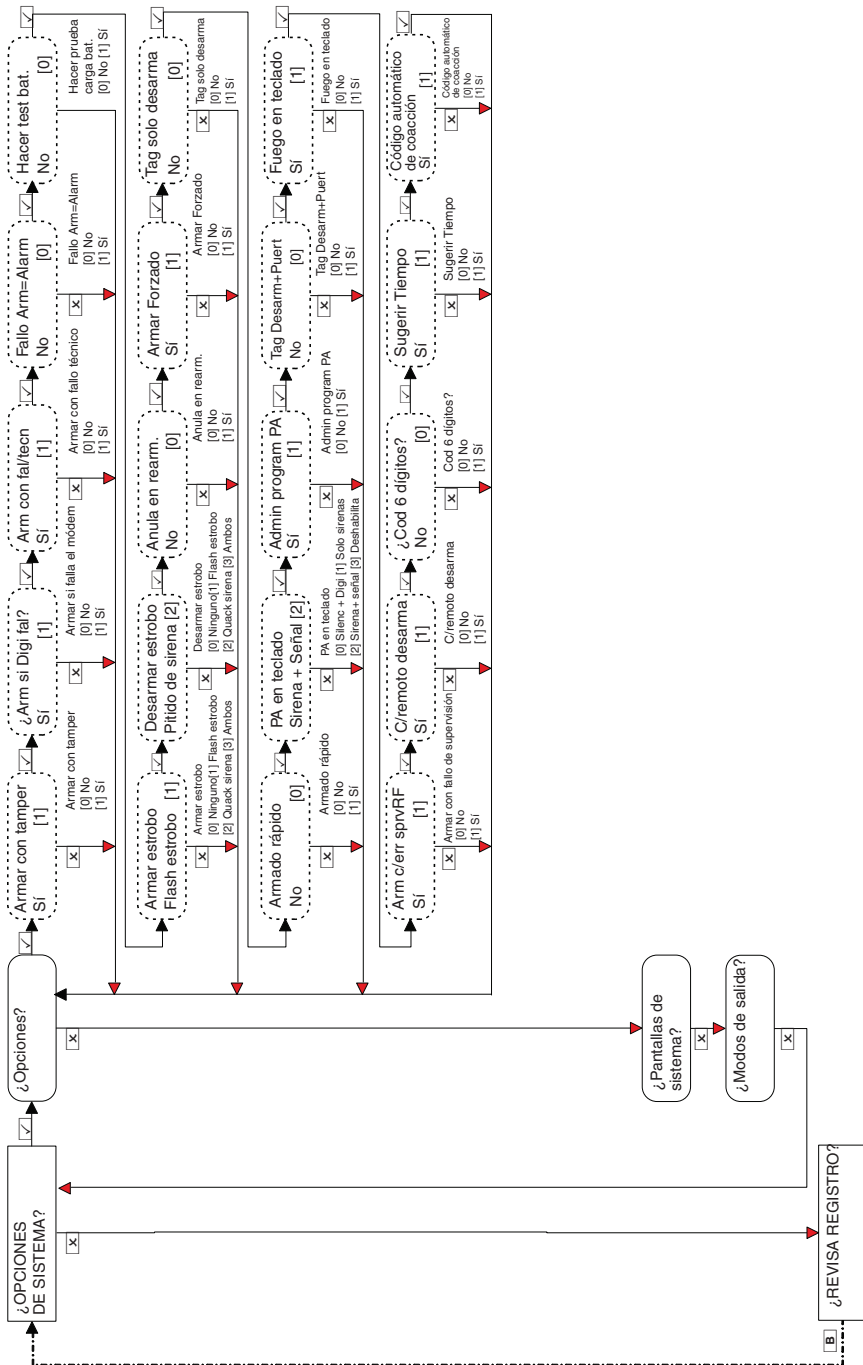 ¿OPCIONES
DE SISTEMA?
¿Opciones?
Armar con tamper
Sí [1]
¿Arm si Digi fal?
Sí [1]
Arm con fal/tecn
Sí [1]
Fallo Arm=Alarm
No [0]
Hacer test bat.
No [0]
Armar con tamper
[0] No
[1] Sí
Armar si falla el módem
[0] No
[1] Sí
Armar con fallo técnico
[0] No
[1] Sí
Fallo Arm=Alarm
[0] No
[1] Sí
Hacer prueba
carga bat.
[0] No [1] Sí
Armar estrobo
Flash estrobo [1]
Desarmar estrobo
Pitido de sirena [2]
Anula en rearm.
No [0]
Armar Forzado
Sí [1]
Tag solo desarma
No [0]
Armar estrobo
[0] Ninguno[1] Flash estrobo
[2] Quack sirena [3] Ambos
Desarmar estrobo
[0] Ninguno[1] Flash estrobo
[2] Quack sirena [3] Ambos
Anula en rearm.
[0] No
[1] Sí
Armar Forzado
[0] No
[1] Sí
Tag solo desarma
[0] No
[1] Sí
Armado rápido
No [0]
PA en teclado
Sirena + Señal [2]
Admin program PA
Sí [1]
Tag Desarm+Puert
No [0]
Fuego en teclado
Sí [1]
Armado rápido
[0] No
[1] Sí
PA en teclado
[0] Silenc + Digi [1] Solo sirenas
[2] Sirena+ señal [3] Deshabilita
Admin program PA
[0] No [1] Sí
Tag Desarm+Puert
[0] No
[1] Sí
Fuego en teclado
[0] No
[1] Sí
Arm c/err sprvRF
Sí [1]
C/remoto desarma
Sí [1]
¿Cod 6 dígitos?
No [0]
Sugerir Tiempo
Sí [1]
Código automático
de coacción
Sí [1]
Armar con fallo de supervisión
[0] No
[1] Sí
C/remoto desarma
[0] No
[1] Sí
Cod 6 dígitos?
[0] No
[1] Sí
Sugerir Tiempo
[0] No
[1] Sí
Código automático
de coacción
[0] No
[1] Sí
¿Pantallas de
sistema?
¿Modos de salida?
¿REVISA REGISTRO?
B